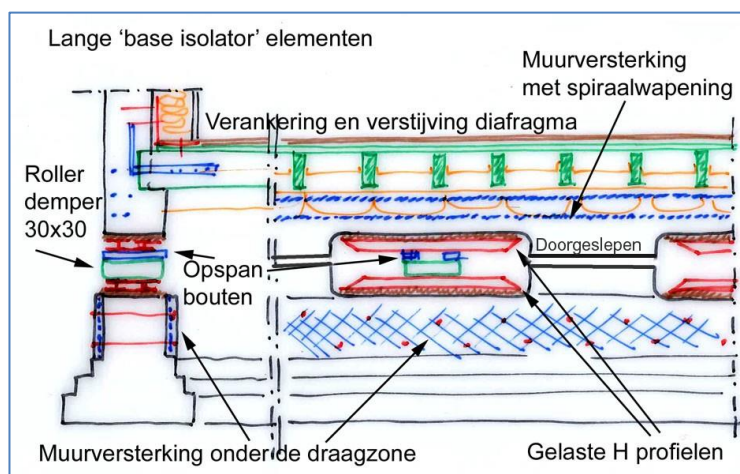 Lange ‘base isolator’ elementen
Muurversterking
met spiraalwapening
Verankering en verstijving diafragma
Roller
demper
30x30
Doorgeslepen
Opspan
bouten
Muurversterking onder de draagzone
Gelaste H profielen